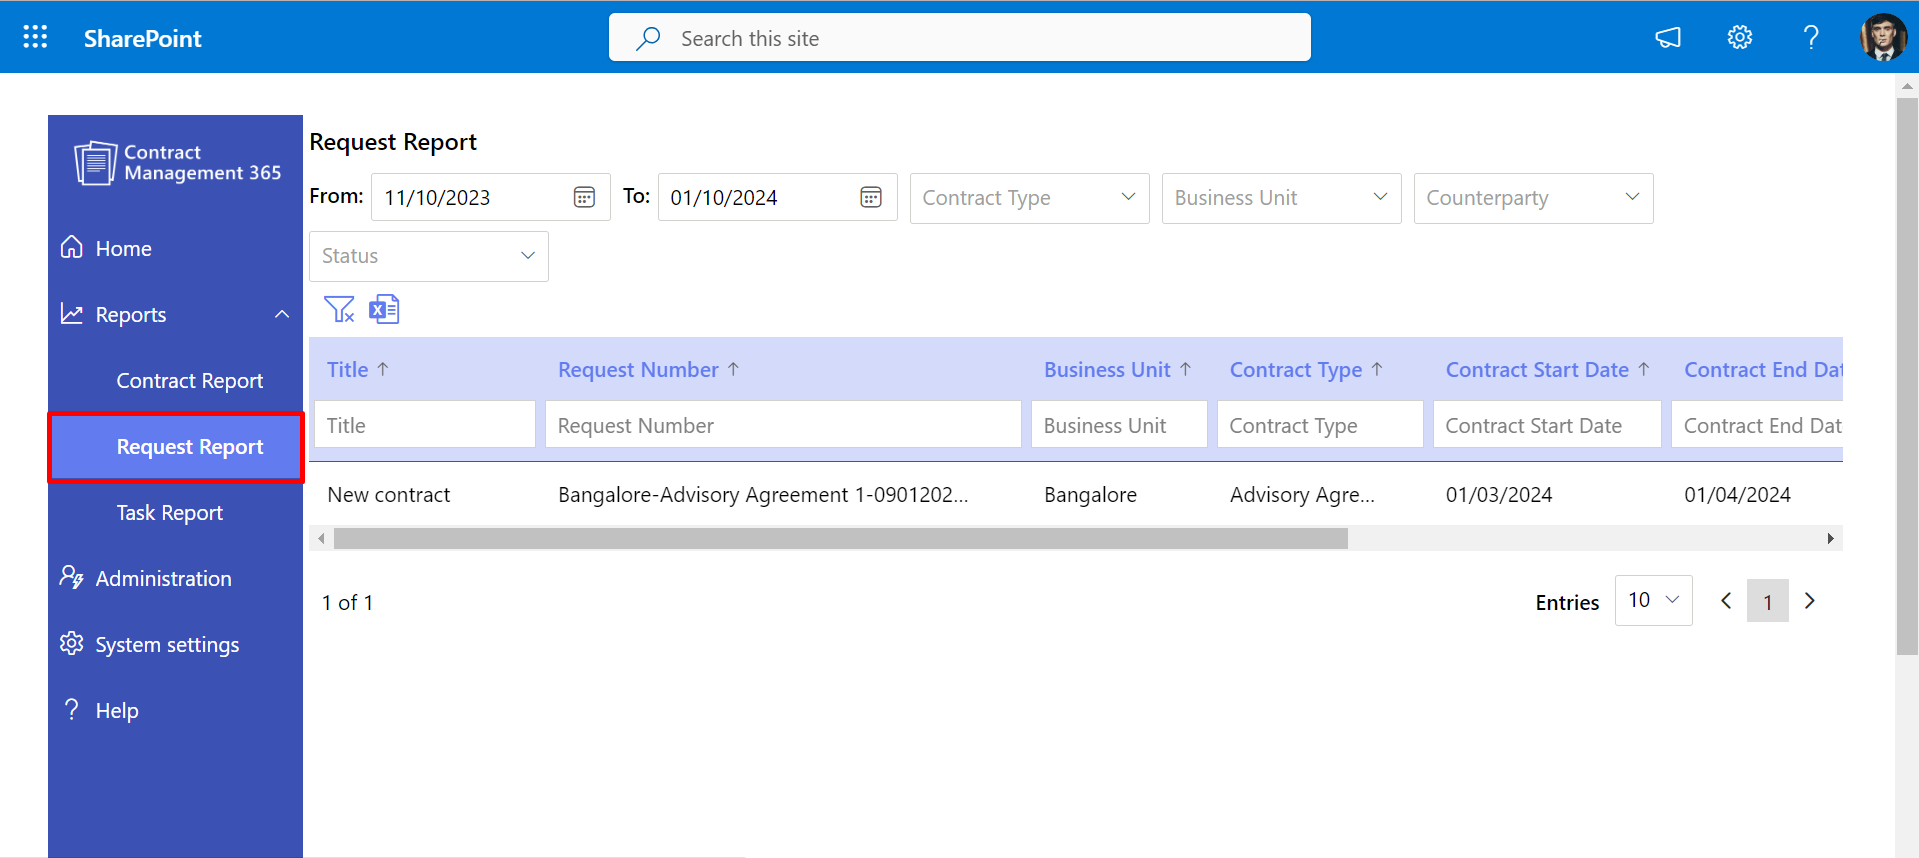 SharePoint
Search this site
Contract
Management 365
Home
Reports
Contract Report
Request Report
Task Report
Administration
System settings
Help
Request Report
From: 11/10/2023 To: 01/10/2024 Contract Type Business Unit Counterparty
Status
Title Request Number Business Unit Contract Type Contract Start Date Contract End Dat
Title Request Number Business Unit Contract Type Contract Start Date Contract End Dat
New contract Bangalore-Advisory Agreement 1-0901202... Bangalore Advisory Agre... 01/03/2024 01/04/2024
1 of 1 Entries 10 1